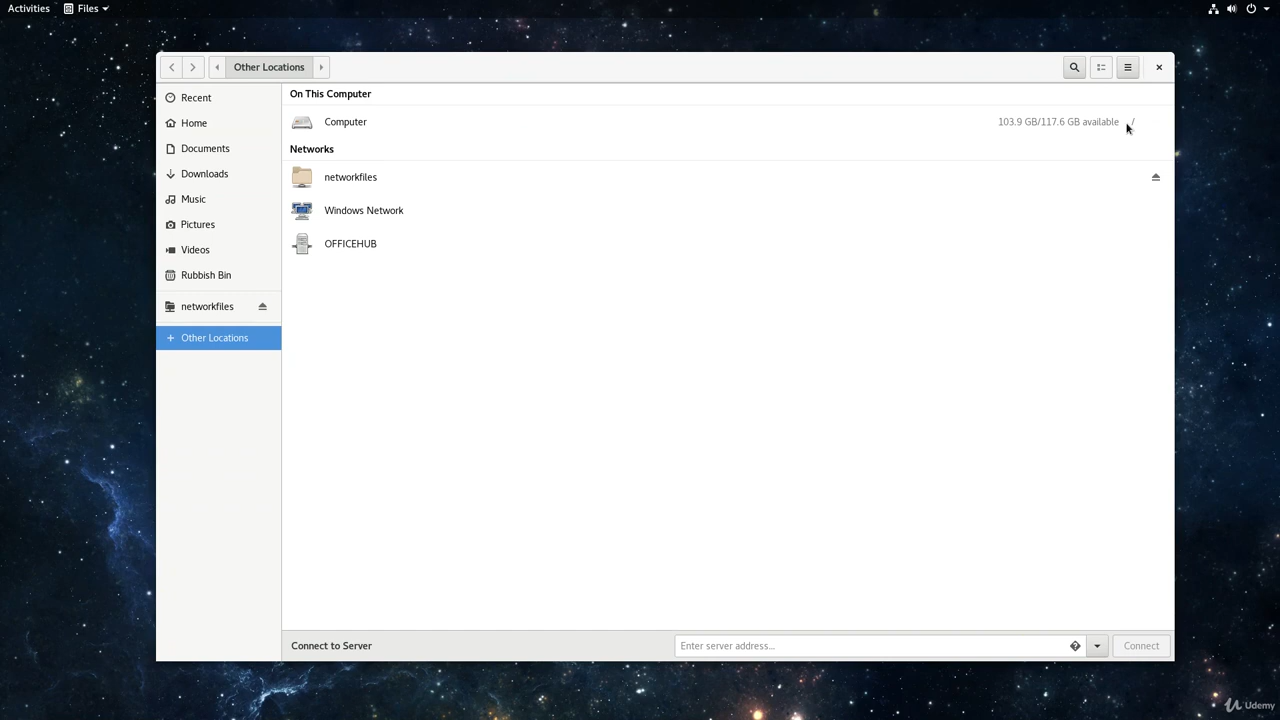 Activities Files
Other Locations
Recent
Home
Documents
Downloads
Music
Pictures
Videos
Rubbish Bin
networkfiles
+ Other Locations
On This Computer
Computer 103.9 GB/117.6 GB available /
Networks
networkfiles
Windows Network
OFFICEHUB
Connect to Server Enter server address... Connect
Udemy